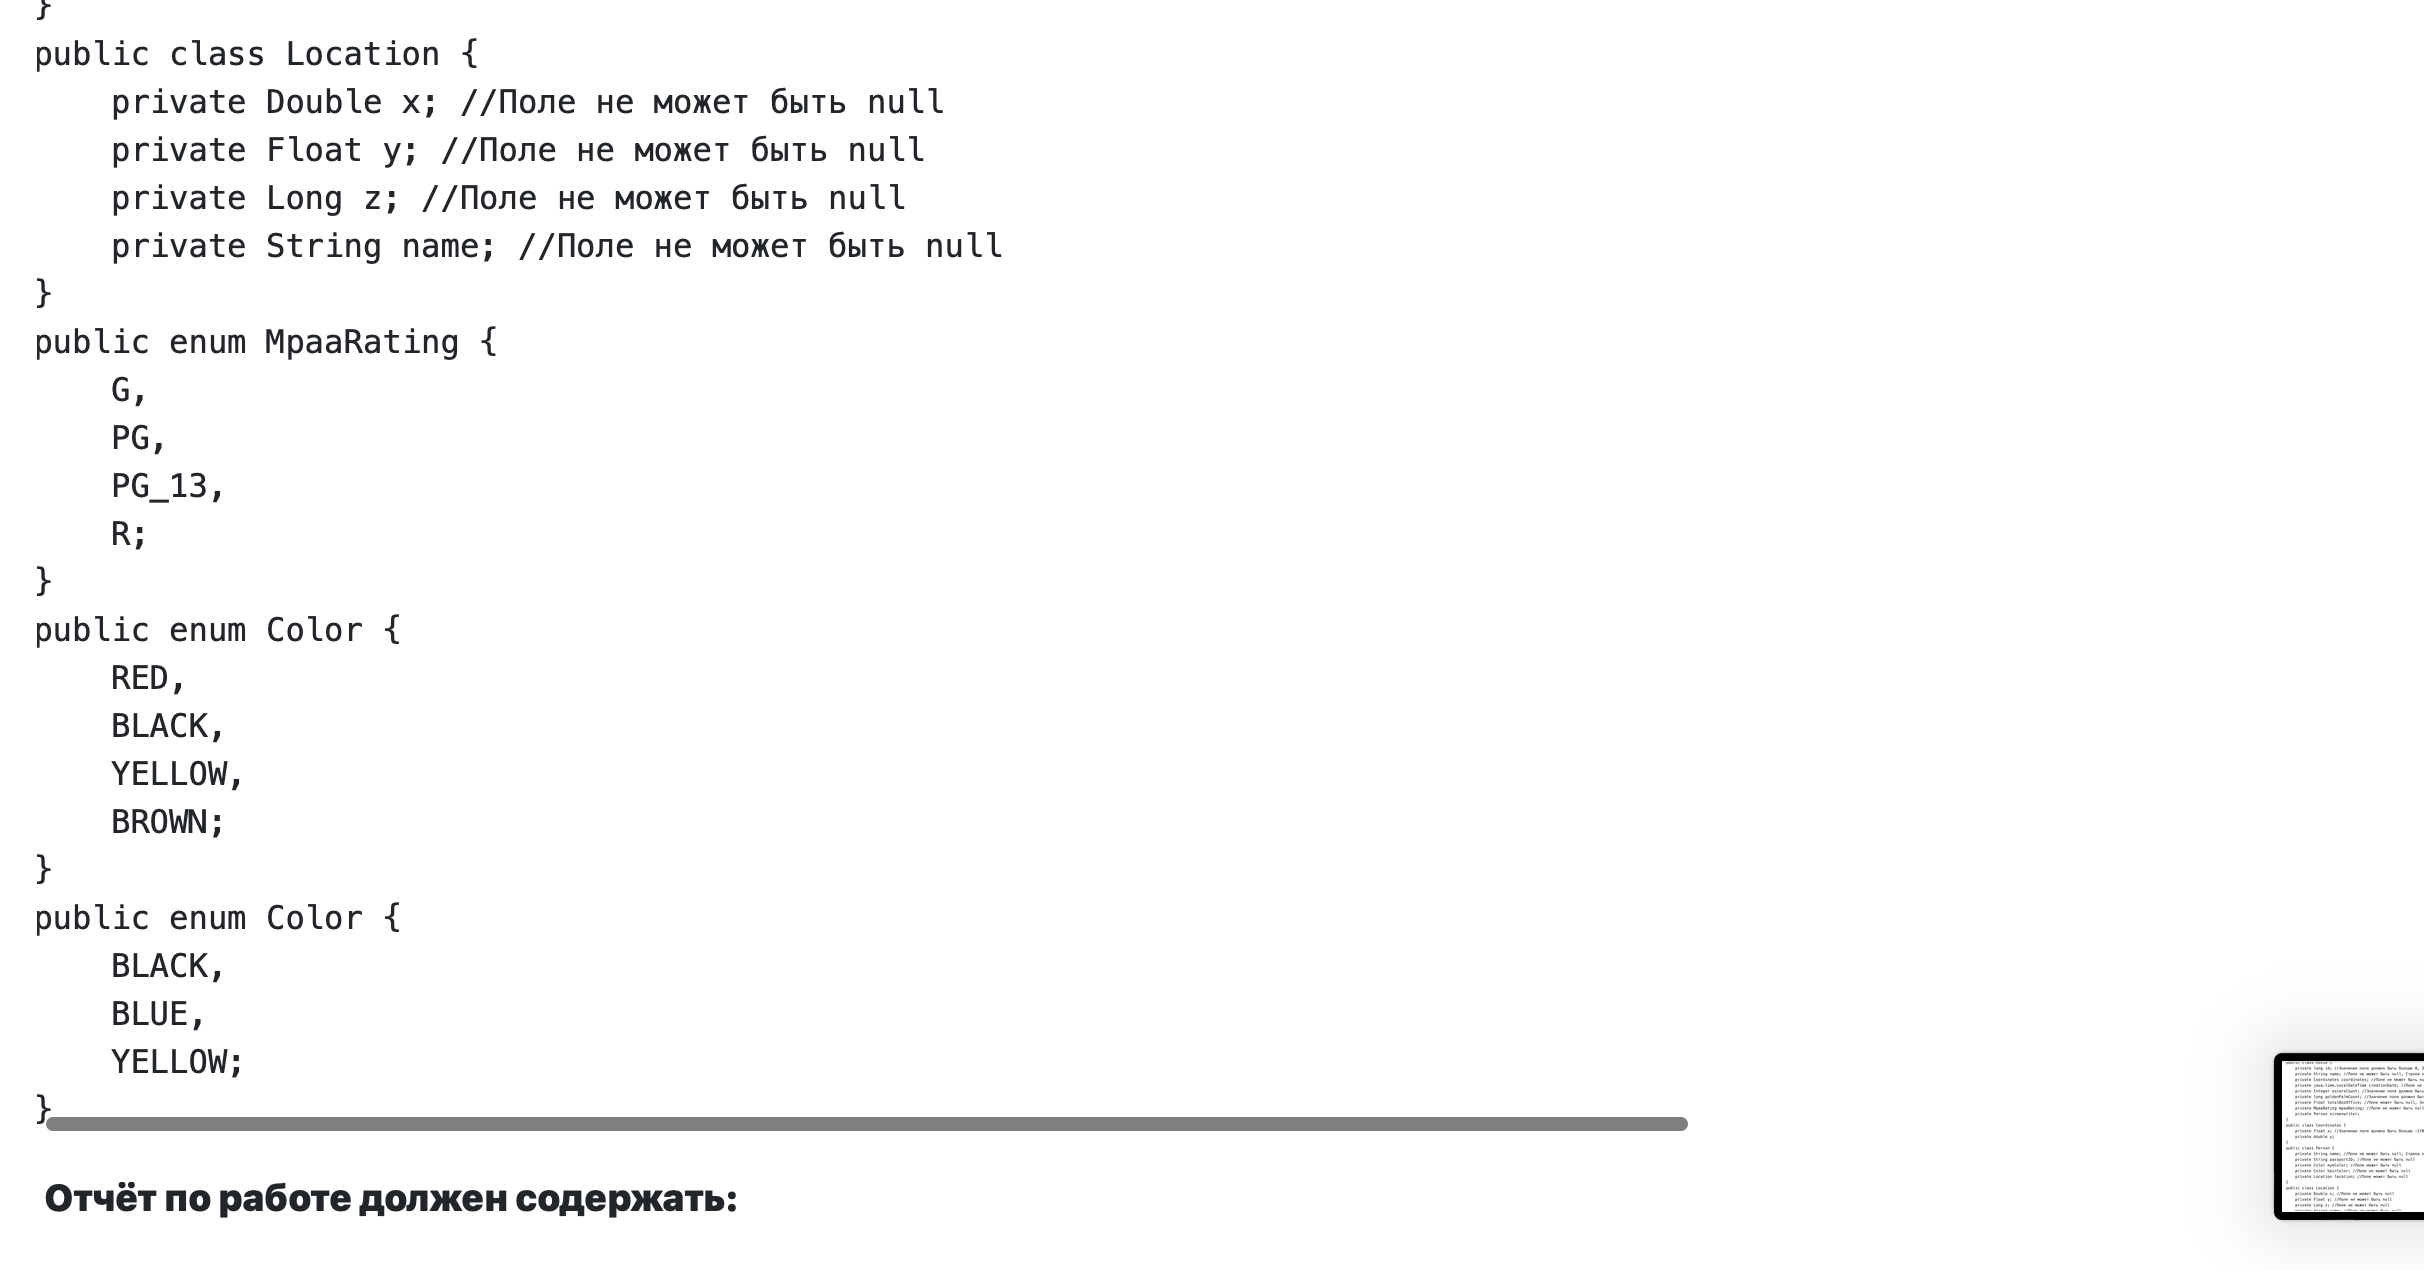 }
public class Location {
    private Double x; //Поле не может быть null
    private Float y; //Поле не может быть null
    private Long z; //Поле не может быть null
    private String name; //Поле не может быть null
}
public enum MpaaRating {
    G,
    PG,
    PG_13,
    R;
}
public enum Color {
    RED,
    BLACK,
    YELLOW,
    BROWN;
}
public enum Color {
    BLACK,
    BLUE,
    YELLOW;
}
Отчёт по работе должен содержать: